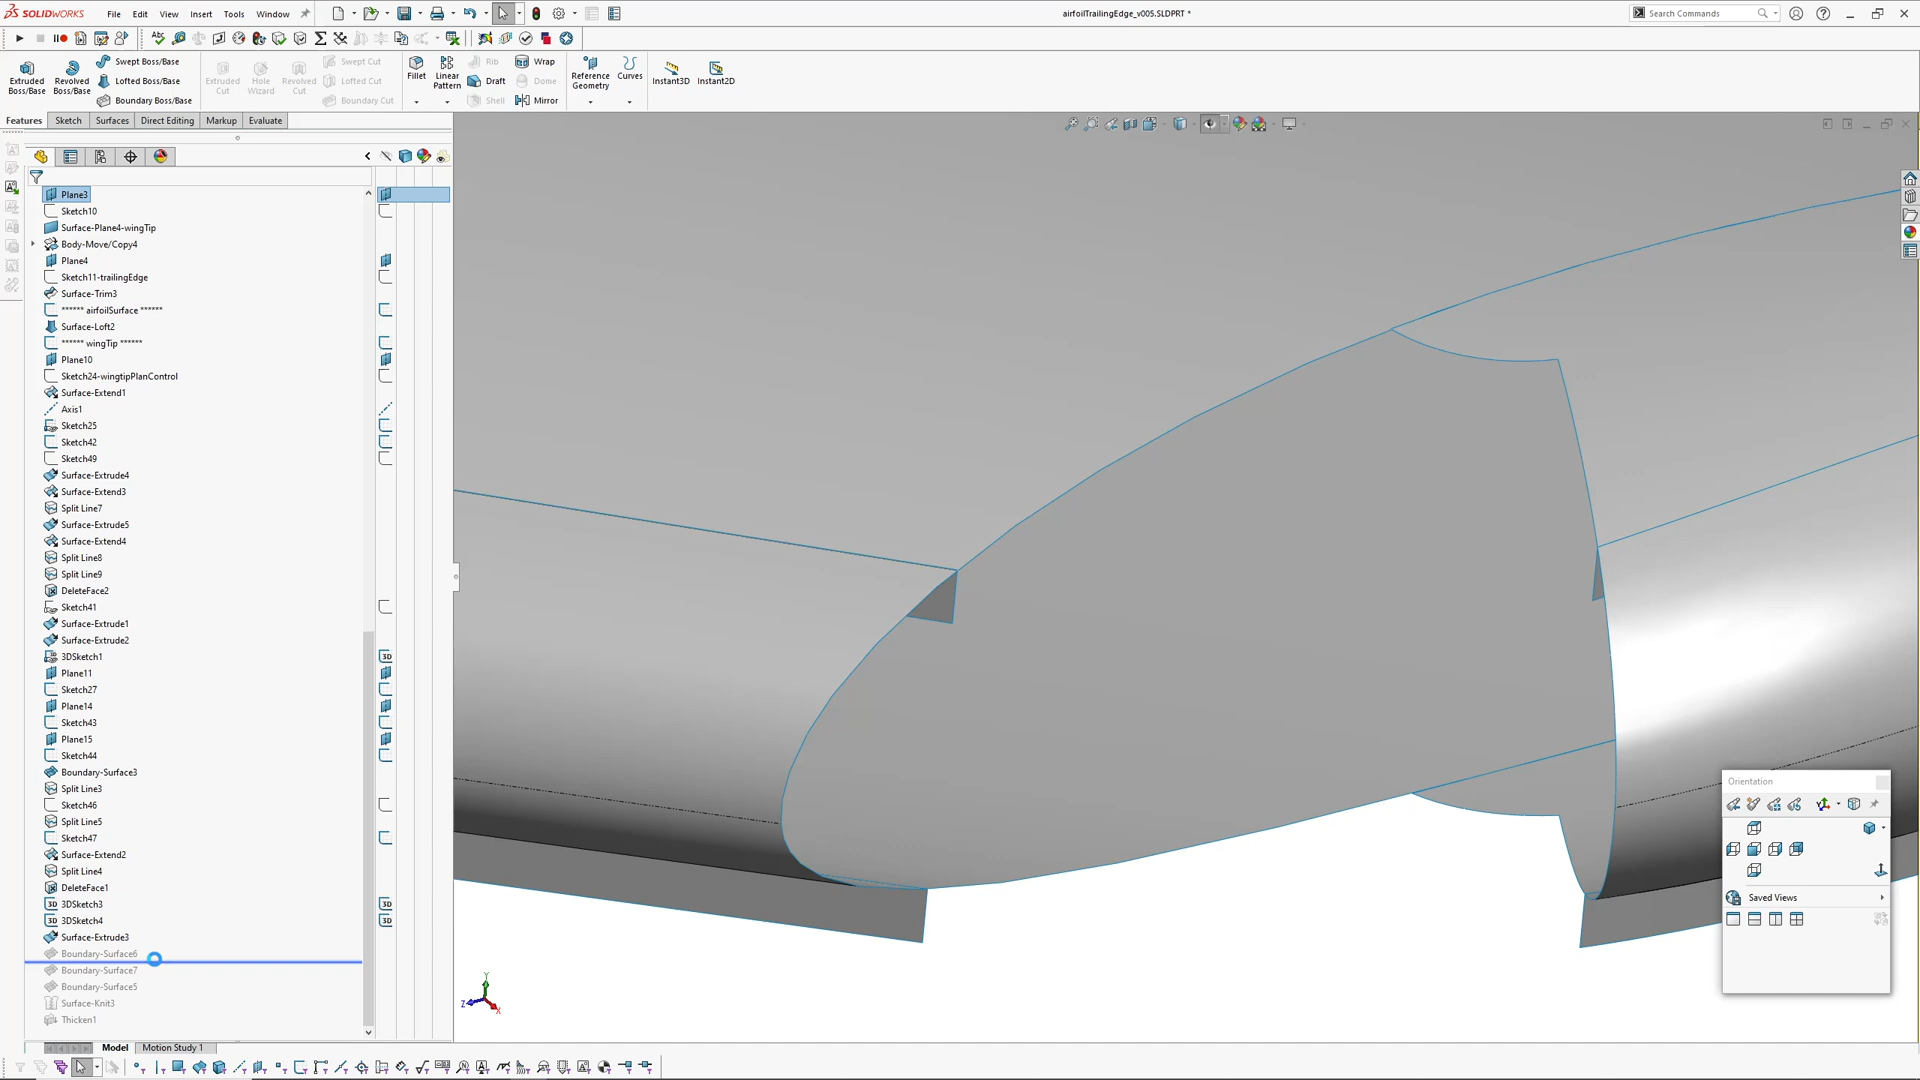 SOLIDWORKS
File
Edit
View
Insert
Tools
Window
airfoilTrailingEdge_v005.SLDPRT *
Search Commands
Extruded Boss/Base
Revolved Boss/Base
Swept Boss/Base
Lofted Boss/Base
Boundary Boss/Base
Extruded Cut
Hole Wizard
Revolved Cut
Swept Cut
Lofted Cut
Boundary Cut
Fillet
Linear Pattern
Rib
Draft
Shell
Wrap
Dome
Mirror
Reference Geometry
Curves
Instant3D
Instant2D
Features
Sketch
Surfaces
Direct Editing
Markup
Evaluate
Plane3
Sketch10
Surface-Plane4-wingTip
Body-Move/Copy4
Plane4
Sketch11-trailingEdge
Surface-Trim3
****** airfoilSurface ******
Surface-Loft2
****** wingTip ******
Plane10
Sketch24-wingtipPlanControl
Surface-Extend1
Axis1
Sketch25
Sketch42
Sketch49
Surface-Extrude4
Surface-Extend3
Split Line7
Surface-Extrude5
Surface-Extend4
Split Line8
Split Line9
DeleteFace2
Sketch41
Surface-Extrude1
Surface-Extrude2
3DSketch1
Plane11
Sketch27
Plane14
Sketch43
Plane15
Sketch44
Boundary-Surface3
Split Line3
Sketch46
Split Line5
Sketch47
Surface-Extend2
Split Line4
DeleteFace1
3DSketch3
3DSketch4
Surface-Extrude3
Boundary-Surface6
Boundary-Surface7
Boundary-Surface5
Surface-Knit3
Thicken1
Orientation
Saved Views
Y
Z
X
Model
Motion Study 1